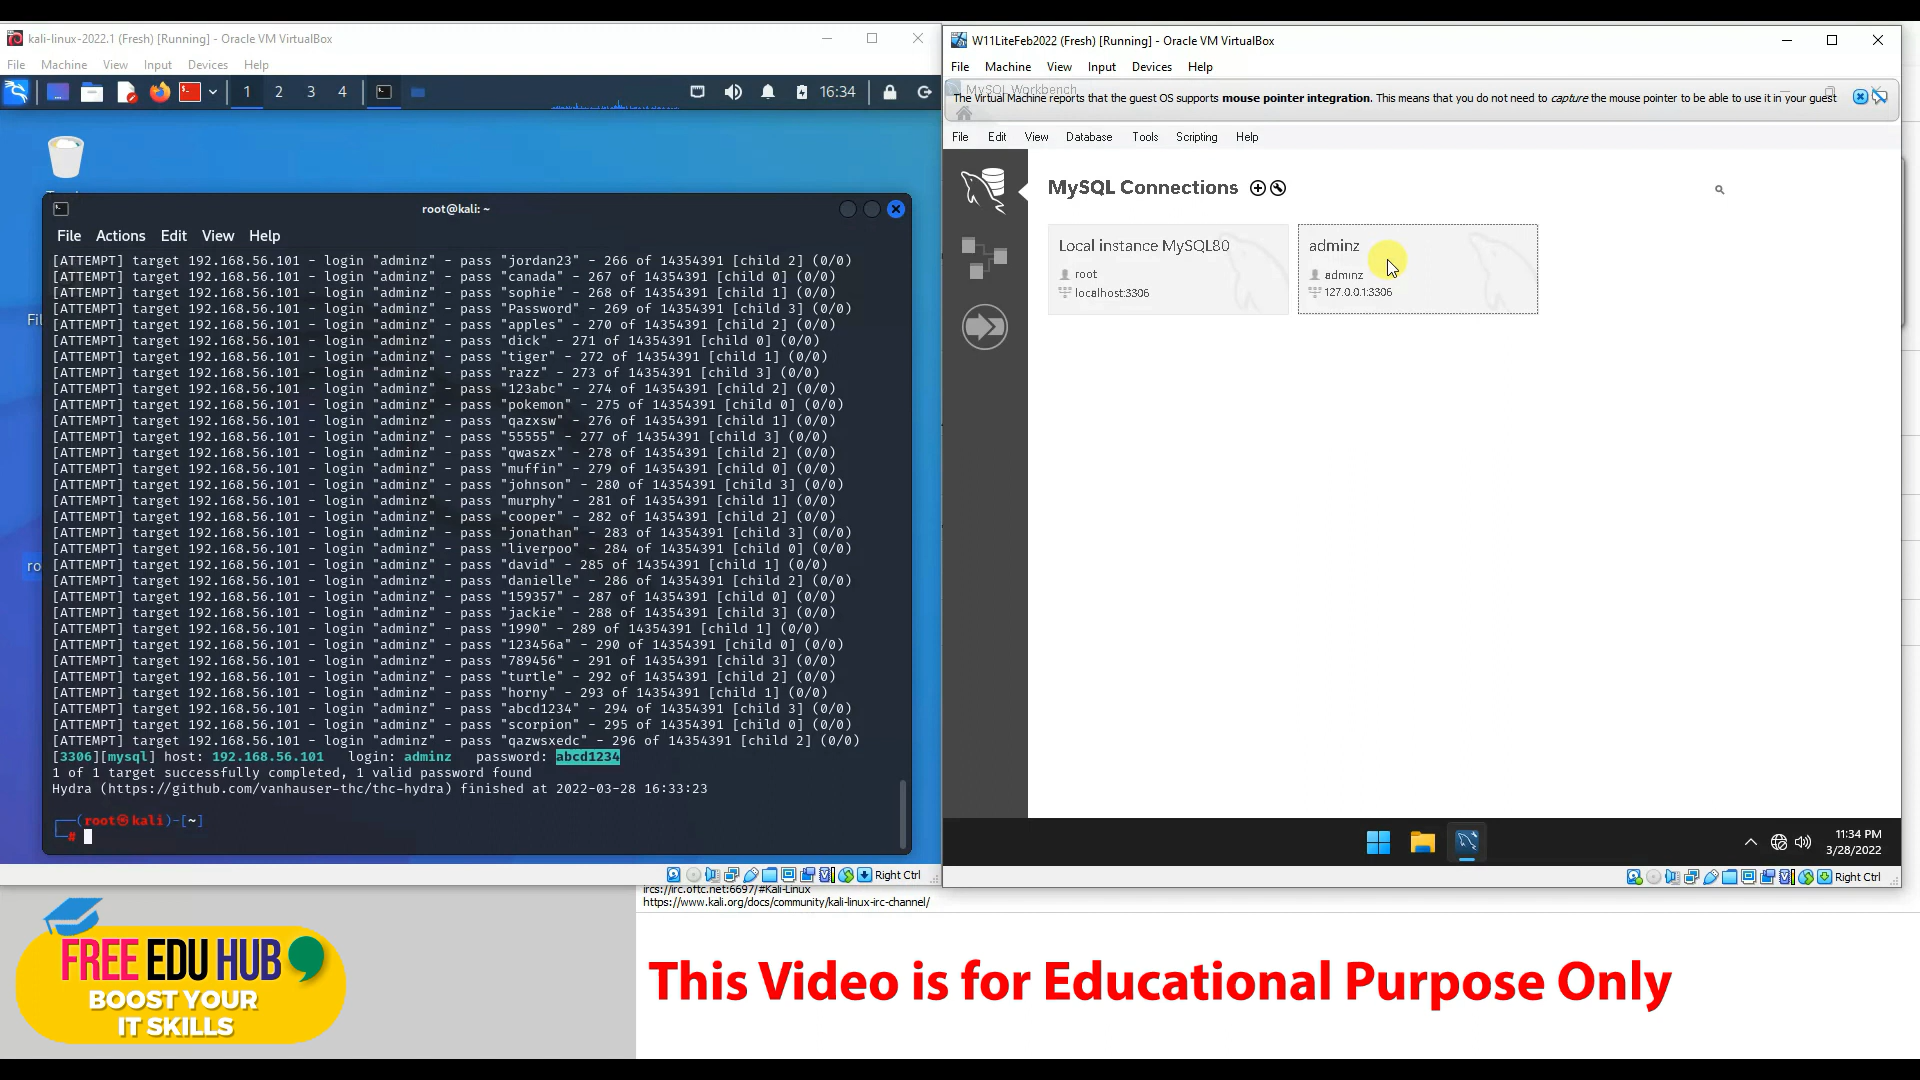 kali-linux-2022.1 (Fresh) [Running] - Oracle VM VirtualBox
File Machine View Input Devices Help
1 2 3 4 16:34
root@kali: ~
File Actions Edit View Help
[ATTEMPT] target 192.168.56.101 - login "adminz" - pass "jordan23" - 266 of 14354391 [child 2] (0/0)
[ATTEMPT] target 192.168.56.101 - login "adminz" - pass "canada" - 267 of 14354391 [child 0] (0/0)
[ATTEMPT] target 192.168.56.101 - login "adminz" - pass "sophie" - 268 of 14354391 [child 1] (0/0)
[ATTEMPT] target 192.168.56.101 - login "adminz" - pass "Password" - 269 of 14354391 [child 3] (0/0)
[ATTEMPT] target 192.168.56.101 - login "adminz" - pass "apples" - 270 of 14354391 [child 2] (0/0)
[ATTEMPT] target 192.168.56.101 - login "adminz" - pass "dick" - 271 of 14354391 [child 0] (0/0)
[ATTEMPT] target 192.168.56.101 - login "adminz" - pass "tiger" - 272 of 14354391 [child 1] (0/0)
[ATTEMPT] target 192.168.56.101 - login "adminz" - pass "razz" - 273 of 14354391 [child 3] (0/0)
[ATTEMPT] target 192.168.56.101 - login "adminz" - pass "123abc" - 274 of 14354391 [child 2] (0/0)
[ATTEMPT] target 192.168.56.101 - login "adminz" - pass "pokemon" - 275 of 14354391 [child 0] (0/0)
[ATTEMPT] target 192.168.56.101 - login "adminz" - pass "qazxsw" - 276 of 14354391 [child 1] (0/0)
[ATTEMPT] target 192.168.56.101 - login "adminz" - pass "55555" - 277 of 14354391 [child 3] (0/0)
[ATTEMPT] target 192.168.56.101 - login "adminz" - pass "qwaszx" - 278 of 14354391 [child 2] (0/0)
[ATTEMPT] target 192.168.56.101 - login "adminz" - pass "muffin" - 279 of 14354391 [child 0] (0/0)
[ATTEMPT] target 192.168.56.101 - login "adminz" - pass "johnson" - 280 of 14354391 [child 3] (0/0)
[ATTEMPT] target 192.168.56.101 - login "adminz" - pass "murphy" - 281 of 14354391 [child 1] (0/0)
[ATTEMPT] target 192.168.56.101 - login "adminz" - pass "cooper" - 282 of 14354391 [child 2] (0/0)
[ATTEMPT] target 192.168.56.101 - login "adminz" - pass "jonathan" - 283 of 14354391 [child 3] (0/0)
[ATTEMPT] target 192.168.56.101 - login "adminz" - pass "liverpoo" - 284 of 14354391 [child 0] (0/0)
[ATTEMPT] target 192.168.56.101 - login "adminz" - pass "david" - 285 of 14354391 [child 1] (0/0)
[ATTEMPT] target 192.168.56.101 - login "adminz" - pass "danielle" - 286 of 14354391 [child 2] (0/0)
[ATTEMPT] target 192.168.56.101 - login "adminz" - pass "159357" - 287 of 14354391 [child 0] (0/0)
[ATTEMPT] target 192.168.56.101 - login "adminz" - pass "jackie" - 288 of 14354391 [child 3] (0/0)
[ATTEMPT] target 192.168.56.101 - login "adminz" - pass "1990" - 289 of 14354391 [child 1] (0/0)
[ATTEMPT] target 192.168.56.101 - login "adminz" - pass "123456a" - 290 of 14354391 [child 0] (0/0)
[ATTEMPT] target 192.168.56.101 - login "adminz" - pass "789456" - 291 of 14354391 [child 3] (0/0)
[ATTEMPT] target 192.168.56.101 - login "adminz" - pass "turtle" - 292 of 14354391 [child 2] (0/0)
[ATTEMPT] target 192.168.56.101 - login "adminz" - pass "horny" - 293 of 14354391 [child 1] (0/0)
[ATTEMPT] target 192.168.56.101 - login "adminz" - pass "abcd1234" - 294 of 14354391 [child 3] (0/0)
[ATTEMPT] target 192.168.56.101 - login "adminz" - pass "scorpion" - 295 of 14354391 [child 0] (0/0)
[ATTEMPT] target 192.168.56.101 - login "adminz" - pass "qazwsxedc" - 296 of 14354391 [child 2] (0/0)
[3306][mysql] host: 192.168.56.101 login: adminz password: abcd1234
1 of 1 target successfully completed, 1 valid password found
Hydra (https://github.com/vanhauser-thc/thc-hydra) finished at 2022-03-28 16:33:23
(root㉿kali)-[~]
#
Right Ctrl
W11LiteFeb2022 (Fresh) [Running] - Oracle VM VirtualBox
File Machine View Input Devices Help
MySQL Workbench
The Virtual Machine reports that the guest OS supports mouse pointer integration. This means that you do not need to capture the mouse pointer to be able to use it in your guest
File Edit View Database Tools Scripting Help
MySQL Connections
Local instance MySQL80
root
localhost:3306
adminz
adminz
127.0.0.1:3306
11:34 PM
3/28/2022
Right Ctrl
ircs://irc.oftc.net:6697/#Kali-Linux
https://www.kali.org/docs/community/kali-linux-irc-channel/
FREE EDU HUB
BOOST YOUR
IT SKILLS
This Video is for Educational Purpose Only